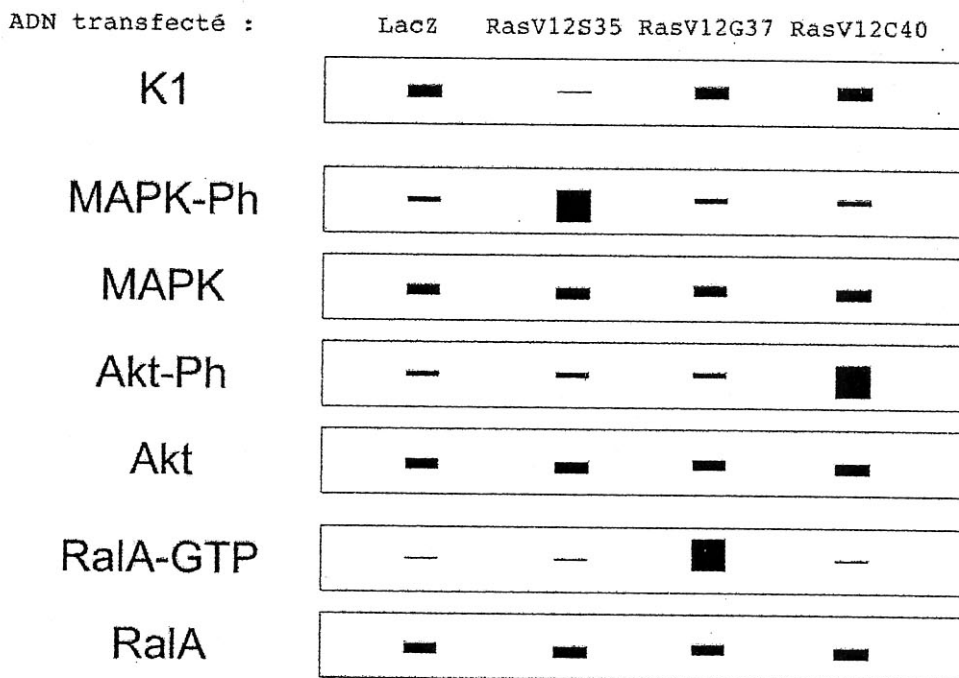 ADN transfecté : LacZ RasV12S35 RasV12G37 RasV12C40
K1
MAPK-Ph
MAPK
Akt-Ph
Akt
RalA-GTP
RalA